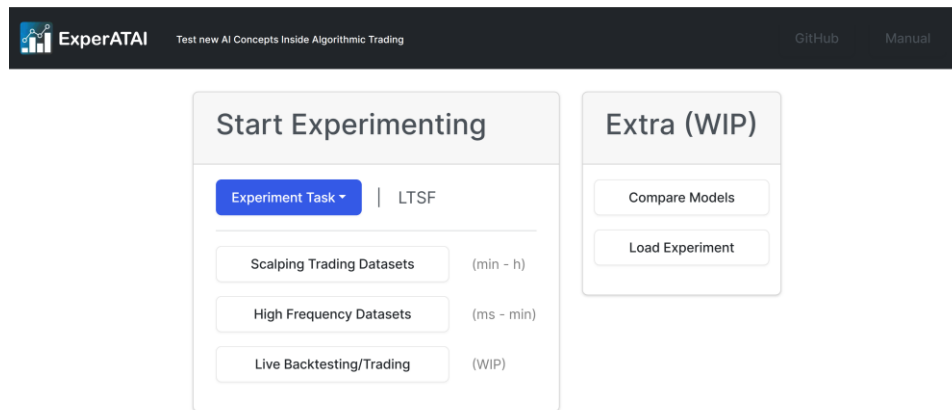 ExperATAI
Test new AI Concepts Inside Algorithmic Trading
GitHub
Manual
Start Experimenting
Experiment Task
| LTSF
Scalping Trading Datasets
(min - h)
High Frequency Datasets
(ms - min)
Live Backtesting/Trading
(WIP)
Extra (WIP)
Compare Models
Load Experiment